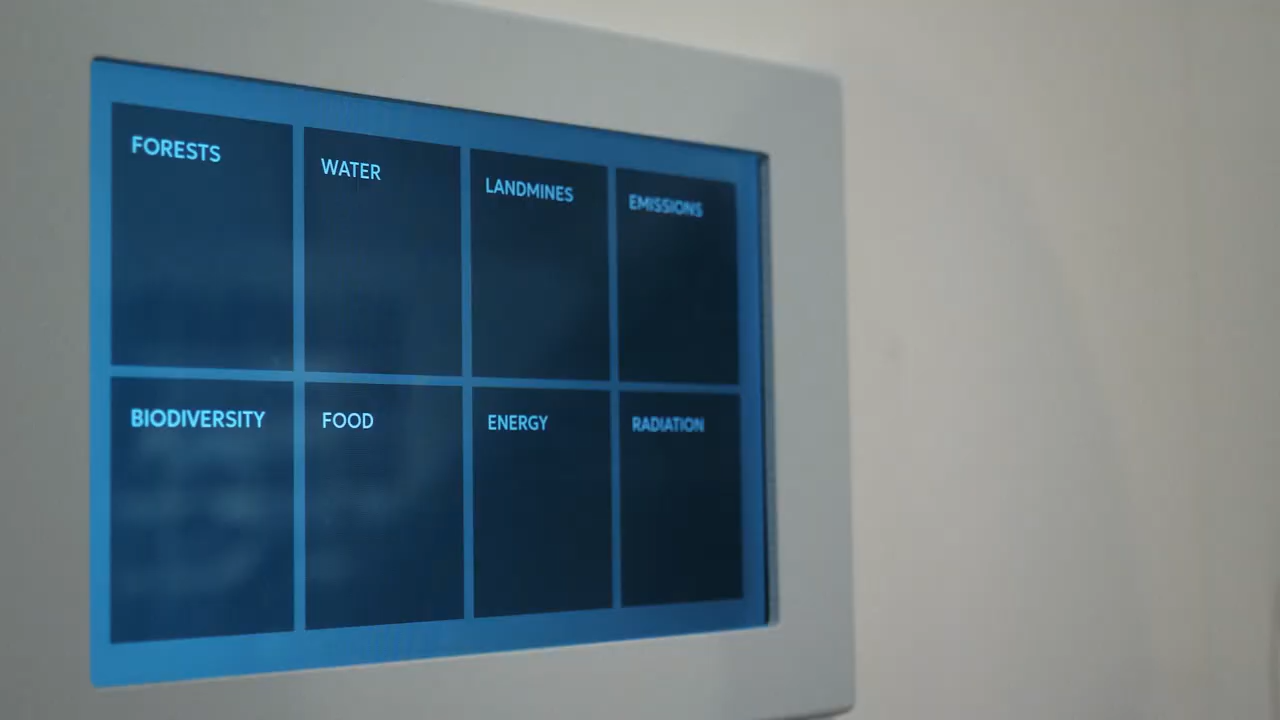 FORESTS
WATER
LANDMINES
EMISSIONS
BIODIVERSITY
FOOD
ENERGY
RADIATION